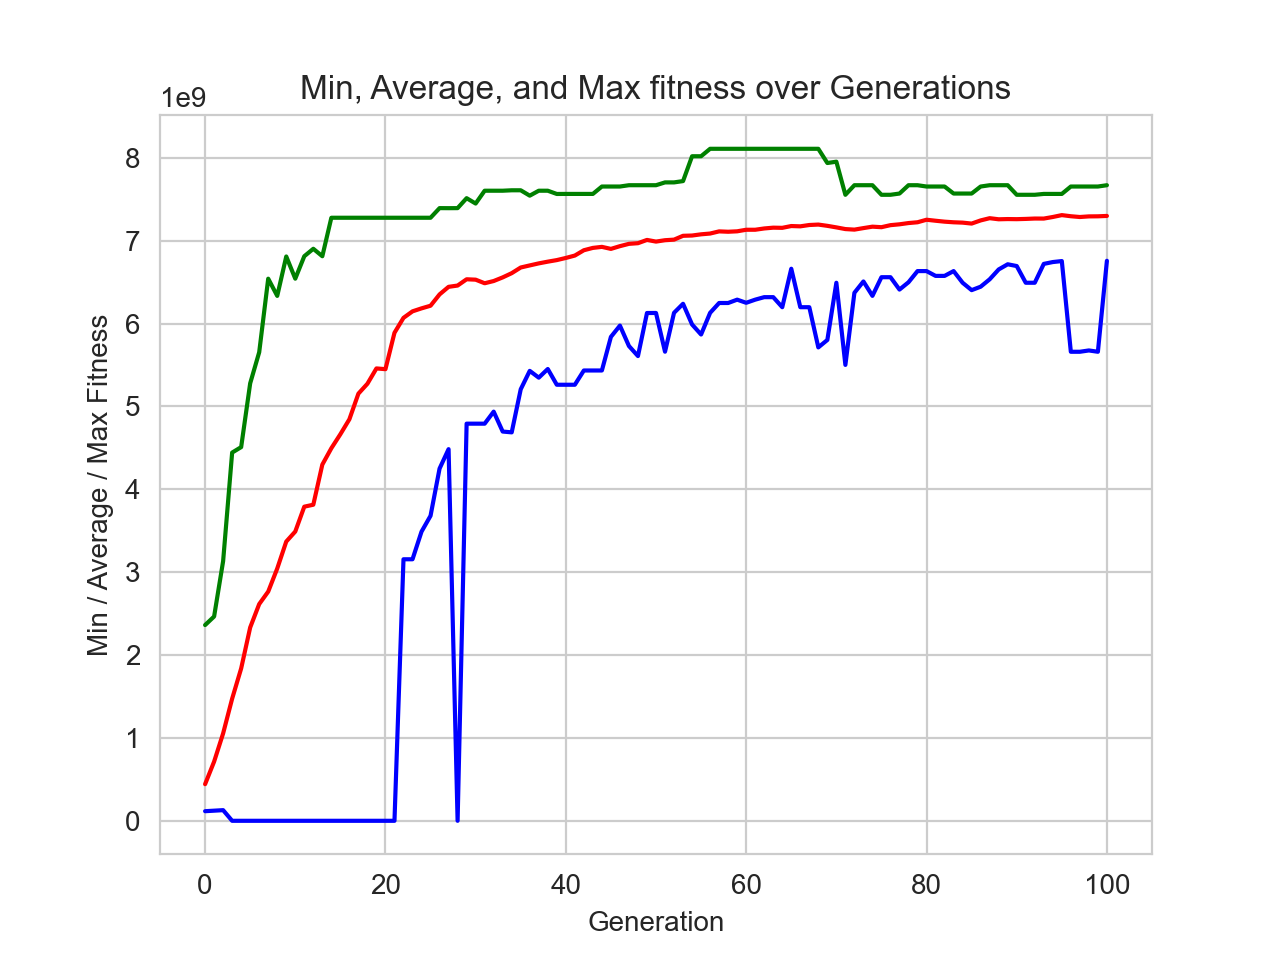 Min, Average, and Max fitness over Generations
1e9
8
7
6
5
4
3
2
1
0
Min / Average / Max Fitness
0 20 40 60 80 100
Generation